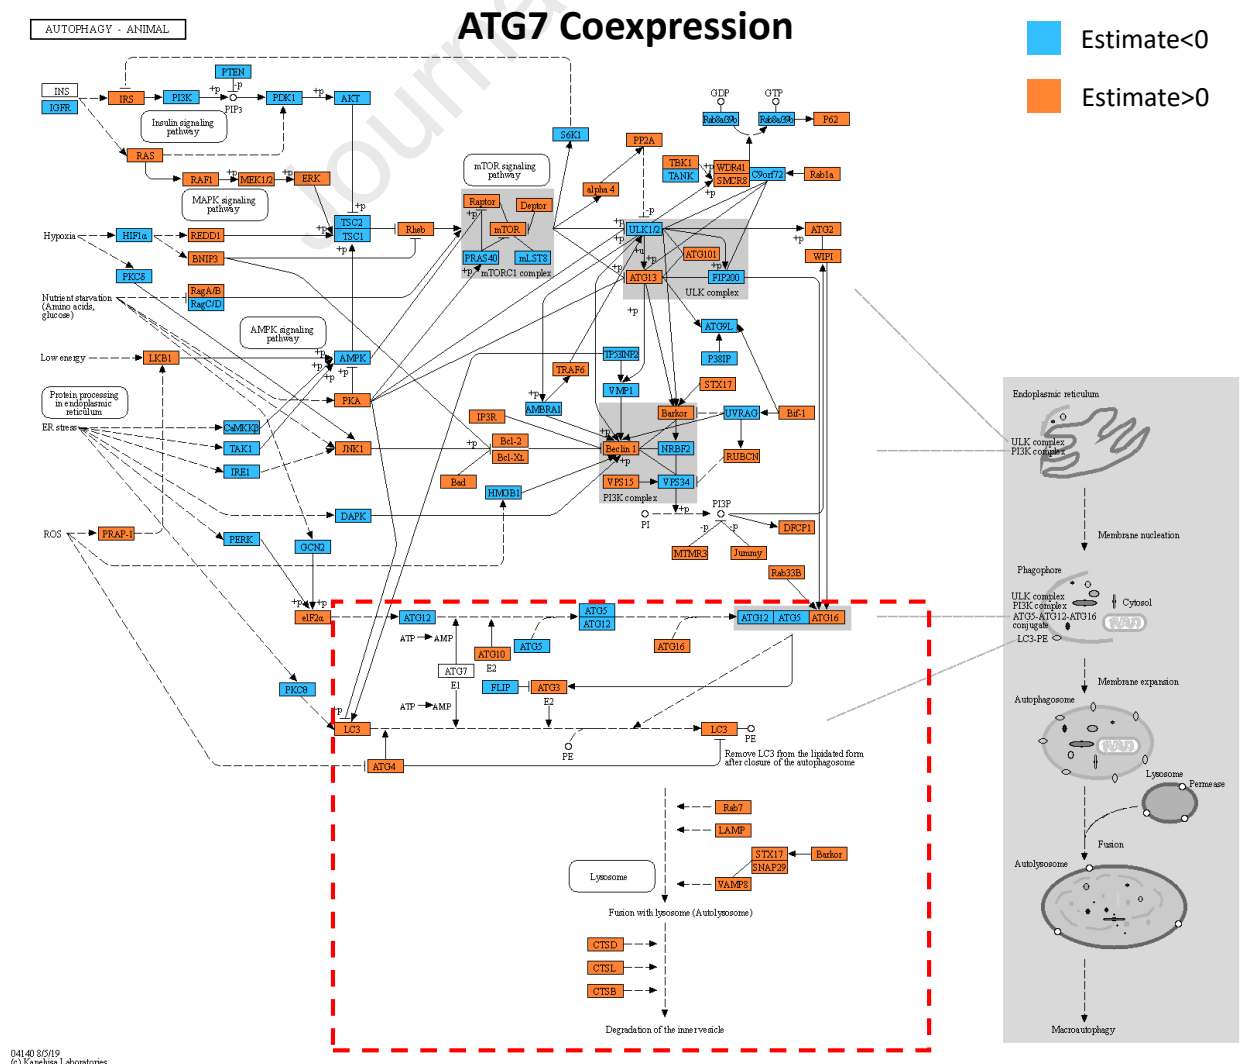 AUTOPHAGY - ANIMAL
ATG7 Coexpression
Estimate<0
Estimate>0
Journa
INS
IGFR
IRS
PI3K
PTEN
+p
-p
PIP3
PDK1
+p
AKT
Insulin signaling
pathway
RAS
RAF1
+p
MEK1/2
+p
ERK
MAPK signaling
pathway
+p
+p
TSC2
TSC1
+p
Rheb
Hypoxia
HIF1α
REDD1
BNIP3
PKCδ
Nutrient starvation
(Amino acids,
glucose)
RagA/B
RagC/D
mTOR signaling
pathway
Raptor
+p
Deptor
mTOR
PRAS40
mLST8
+p
mTORC1 complex
S6K1
alpha 4
PP2A
-p
GDP
GTP
Rab8a/39b
Rab8a/39b
P62
TBK1
TANK
+p
WDR41
SMCR8
C9orf72
Rab1a
+p
+p
+p
ULK1/2
+u
+p
ATG101
ATG13
FIP200
+p
ULK complex
+p
+p
ATG2
WIPI
AMPK signaling
pathway
Low energy
LKB1
AMPK
+p
+p
+p
PKA
Protein processing
in endoplasmic
reticulum
ER stress
CaMKKβ
TAK1
IRE1
JNK1
DAPK
PERK
GCN2
ROS
PRAP-1
ATG9L
P38IP
TP53INP2
VMP1
TRAF6
AMBRA1
+p
STX17
IP3R
Bcl-2
Bcl-XL
+p
Bad
HMGB1
Barkor
UVRAG
Bif-1
Beclin 1
+p
NRBF2
RUBCN
VPS15
VPS34
PI3K complex
+p
PI
PI3P
-p
-p
DFCP1
MTMR3
Jummy
Rab33B
+p
+p
eIF2α
ATG12
ATG5
ATG12
ATG12
ATG5
ATG16
ATP
AMP
ATG10
E2
ATG5
ATG16
ATG7
E1
FLIP
ATG3
E2
PKCθ
ATP
AMP
LC3
LC3
PE
PE
ATG4
Remove LC3 from the lipidated form
after closure of the autophagosome
Rab7
LAMP
STX17
SNAP29
Barkor
VAMP8
Lysosome
Fusion with lysosome (Autolysosome)
CTSD
CTSL
CTSB
Degradation of the inner vesicle
Endoplasmic reticulum
ULK complex
PI3K complex
Membrane nucleation
Phagophore
ULK complex
PI3K complex
ATG5-ATG12-ATG16
conjugate
LC3-PE
Cytosol
Membrane expansion
Autophagosome
Lysosome
Permease
Fusion
Autolysosome
Macroautophagy
04140 8/5/19
(c) Kanehisa Laboratories